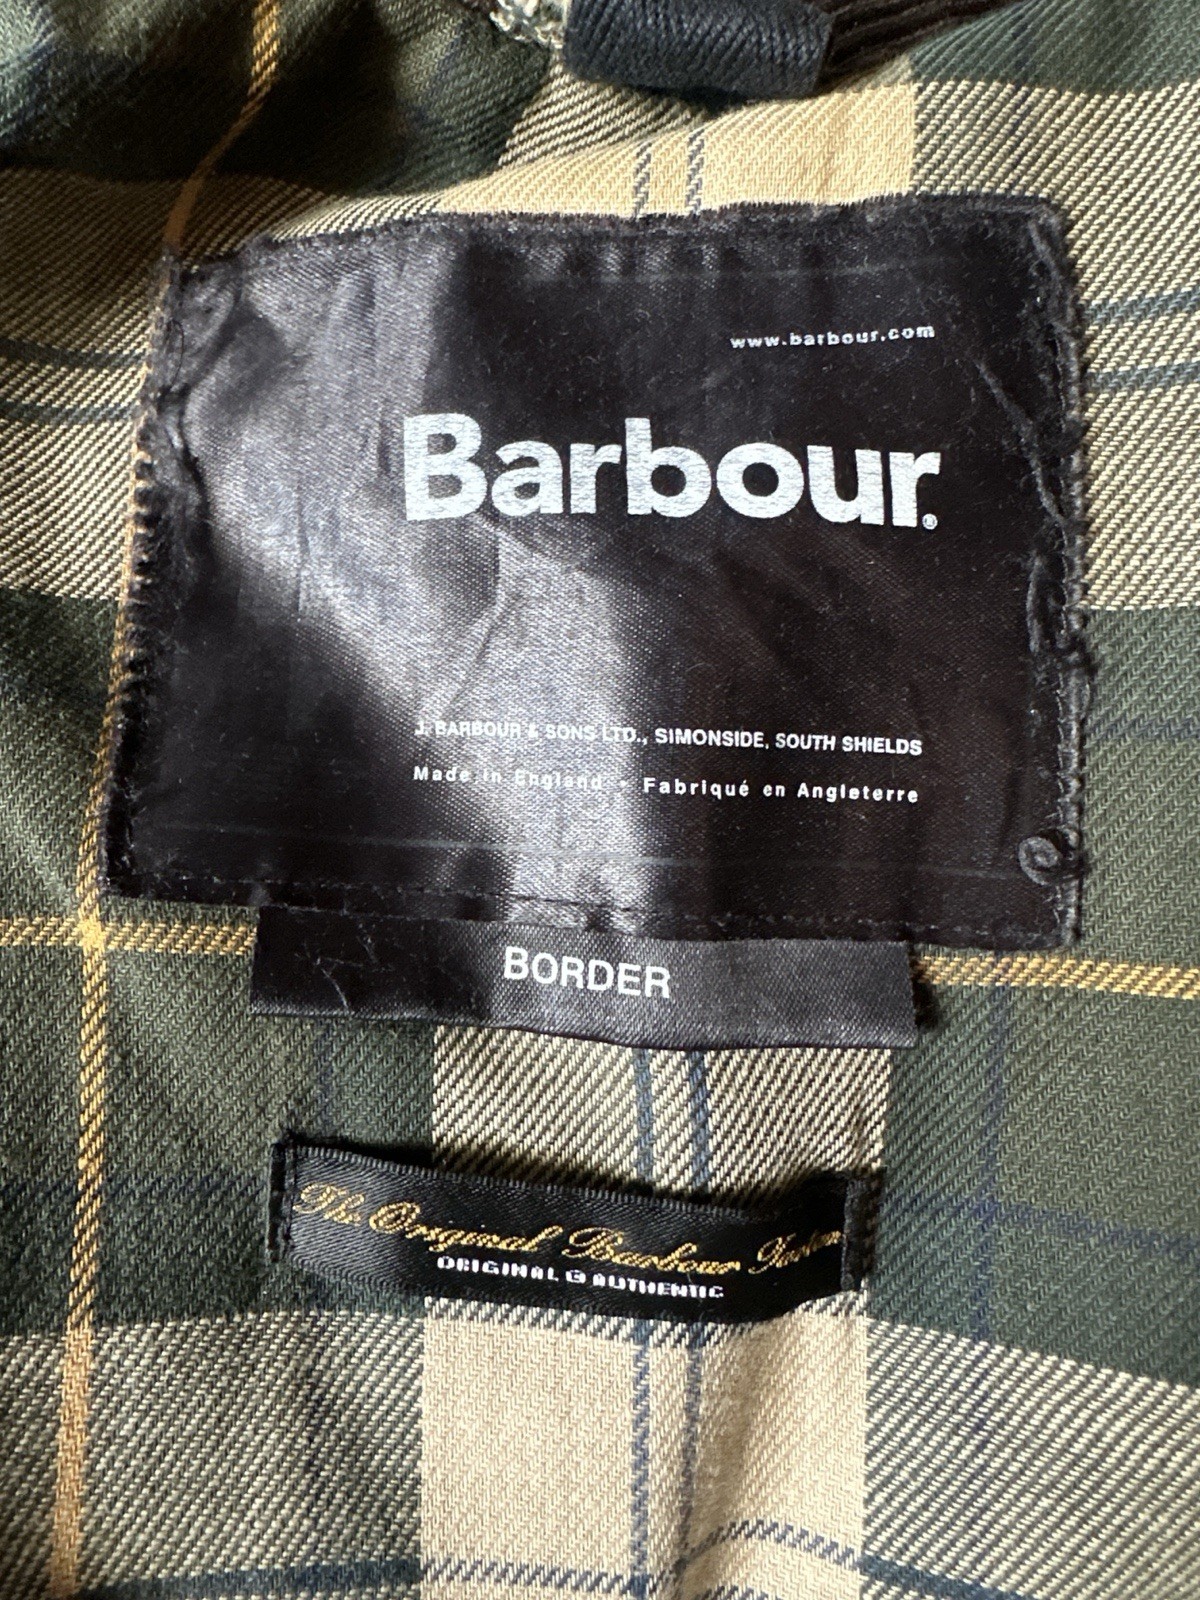 www.barbour.com
Barbour®
J. BARBOUR & SONS LTD., SIMONSIDE, SOUTH SHIELDS
Made in England - Fabriqué en Angleterre
BORDER
The Original Barbour Tartan
ORIGINAL & AUTHENTIC